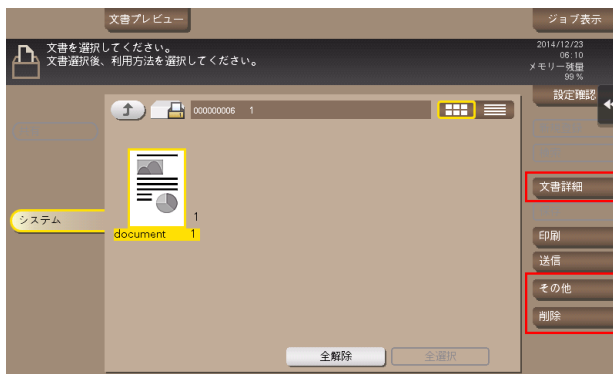 文書プレビュー
ジョブ表示
文書を選択してください。
文書選択後、利用方法を選択してください。
2014/12/23
06:10
メモリー残量
99 %
設定確認
000000006 1
文書詳細
1
システム
document 1
印刷
送信
その他
削除
全解除
全選択